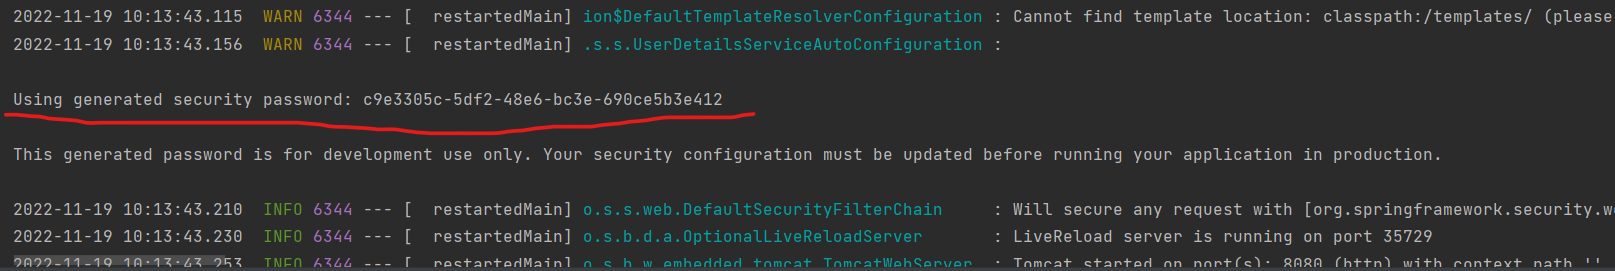 2022-11-19 10:13:43.115  WARN 6344 --- [  restartedMain] ion$DefaultTemplateResolverConfiguration : Cannot find template location: classpath:/templates/ (please
2022-11-19 10:13:43.156  WARN 6344 --- [  restartedMain] .s.s.UserDetailsServiceAutoConfiguration :
Using generated security password: c9e3305c-5df2-48e6-bc3e-690ce5b3e412
This generated password is for development use only. Your security configuration must be updated before running your application in production.
2022-11-19 10:13:43.210  INFO 6344 --- [  restartedMain] o.s.s.web.DefaultSecurityFilterChain     : Will secure any request with [org.springframework.security.w
2022-11-19 10:13:43.230  INFO 6344 --- [  restartedMain] o.s.b.d.a.OptionalLiveReloadServer       : LiveReload server is running on port 35729
2022-11-19 10:13:43.253  INFO 6344 --- [  restartedMain] o.s.b.w.embedded.tomcat.TomcatWebServer  : Tomcat started on port(s): 8080 (http) with context path ''